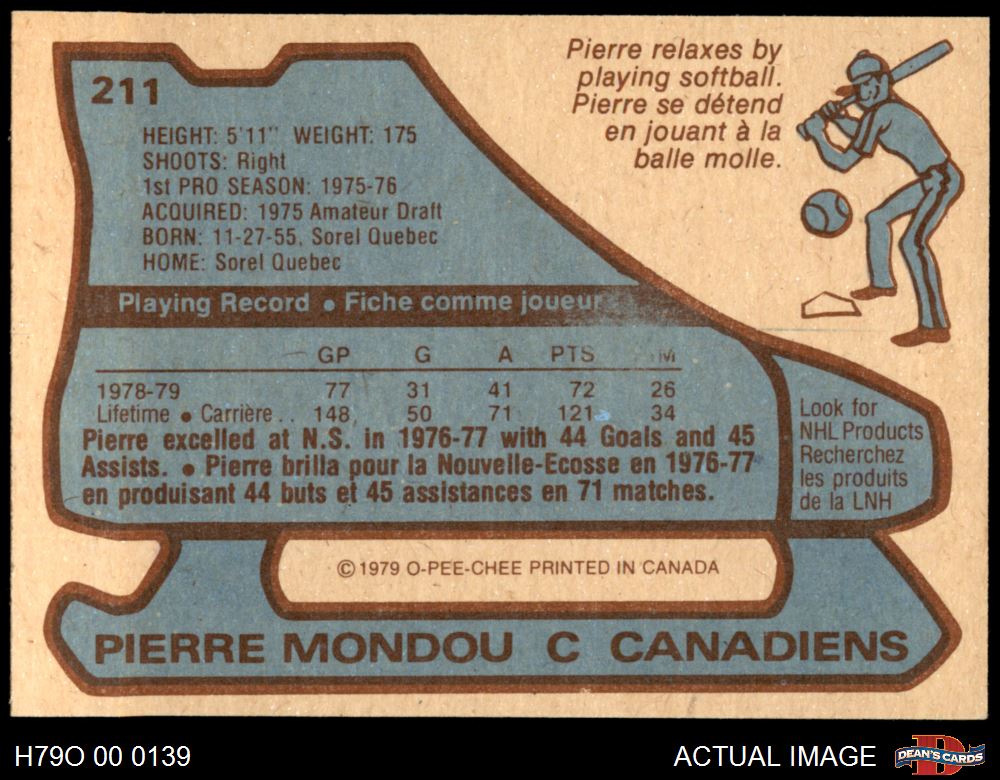 211
Pierre relaxes by
playing softball.
Pierre se détend
en jouant à la
balle molle.
HEIGHT: 5'11" WEIGHT: 175
SHOOTS: Right
1st PRO SEASON: 1975-76
ACQUIRED: 1975 Amateur Draft
BORN: 11-27-55, Sorel Quebec
HOME: Sorel Quebec
Playing Record • Fiche comme joueur
GP G A PTS M
1978-79 77 31 41 72 26
Lifetime • Carrière . . 148 50 71 121 34
Pierre excelled at N.S. in 1976-77 with 44 Goals and 45
Assists. • Pierre brilla pour la Nouvelle-Ecosse en 1976-77
en produisant 44 buts et 45 assistances en 71 matches.
Look for
NHL Products
Recherchez
les produits
de la LNH
© 1979 O-PEE-CHEE PRINTED IN CANADA
PIERRE MONDOU C CANADIENS
H79O 00 0139
ACTUAL IMAGE
D
DEAN'S CARDS